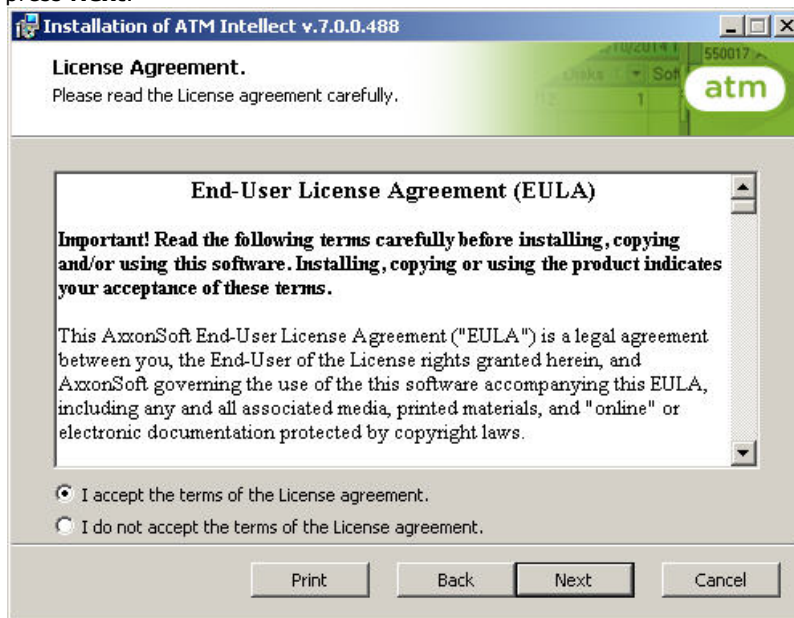 press Next.
Installation of ATM Intellect v.7.0.0.488
License Agreement.
Please read the License agreement carefully.
550017
Disks
Sof
1
atm
End-User License Agreement (EULA)
Important! Read the following terms carefully before installing, copying
and/or using this software. Installing, copying or using the product indicates
your acceptance of these terms.
This AxxonSoft End-User License Agreement ("EULA") is a legal agreement
between you, the End-User of the License rights granted herein, and
AxxonSoft governing the use of the this software accompanying this EULA,
including any and all associated media, printed materials, and "online" or
electronic documentation protected by copyright laws.
I accept the terms of the License agreement.
I do not accept the terms of the License agreement.
Print Back Next Cancel